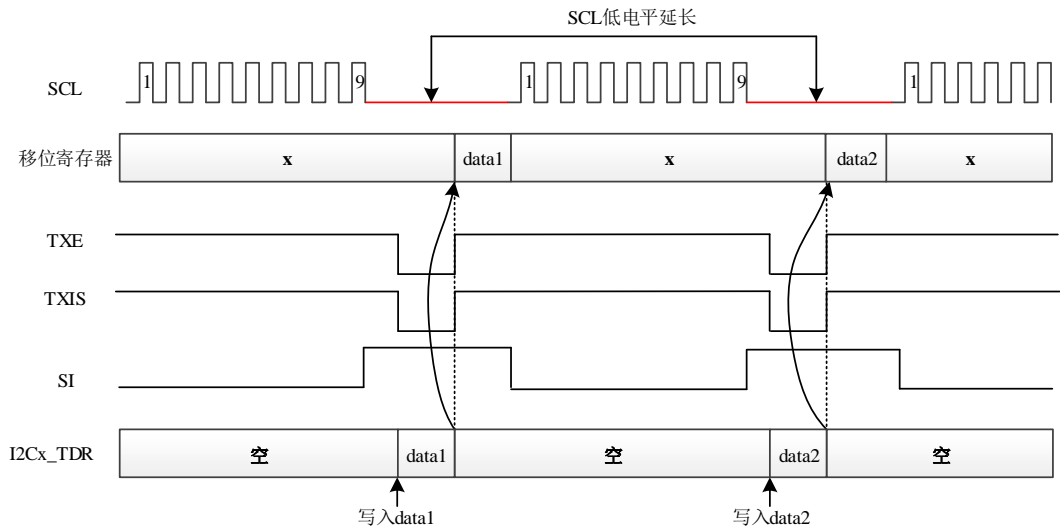 SCL低电平延长
SCL 1 9 1 9 1
移位寄存器 x data1 x data2 x
TXE
TXIS
SI
I2Cx_TDR 空 data1 空 data2 空
写入data1 写入data2